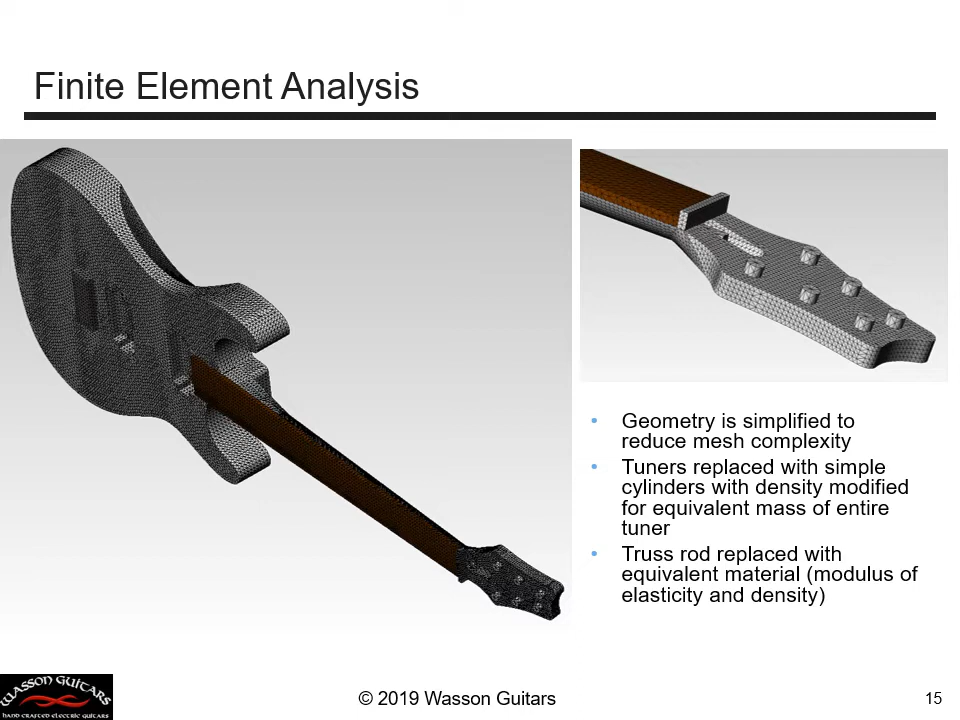 Finite Element Analysis
• Geometry is simplified to
reduce mesh complexity
• Tuners replaced with simple
cylinders with density modified
for equivalent mass of entire
tuner
• Truss rod replaced with
equivalent material (modulus of
elasticity and density)
WASSON GUITARS
HAND CRAFTED ELECTRIC GUITARS
© 2019 Wasson Guitars
15